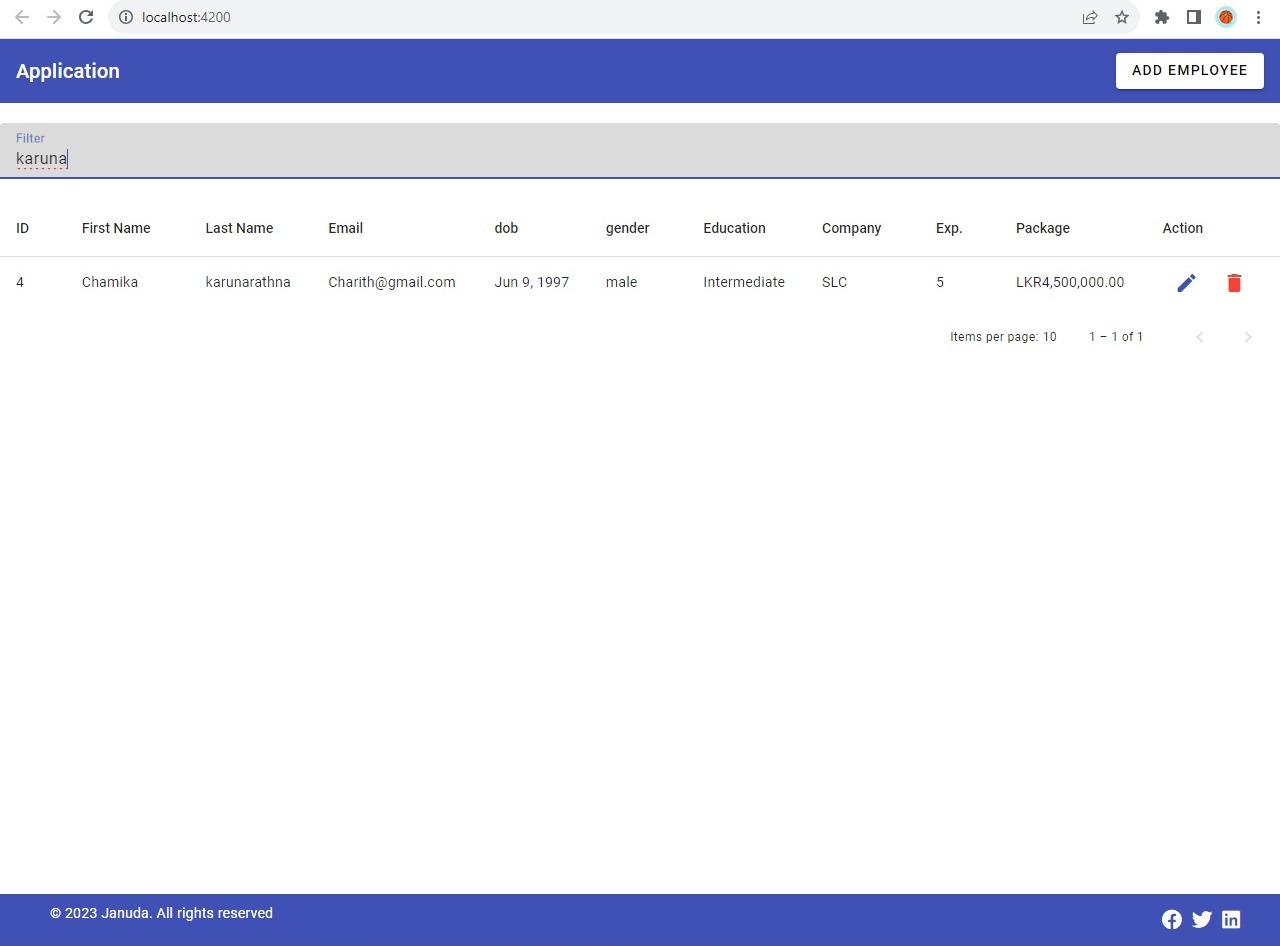 localhost:4200
Application
ADD EMPLOYEE
Filter
karuna
ID First Name Last Name Email dob gender Education Company Exp. Package Action
4 Chamika karunarathna Charith@gmail.com Jun 9, 1997 male Intermediate SLC 5 LKR4,500,000.00
Items per page: 10 1 – 1 of 1
© 2023 Januda. All rights reserved